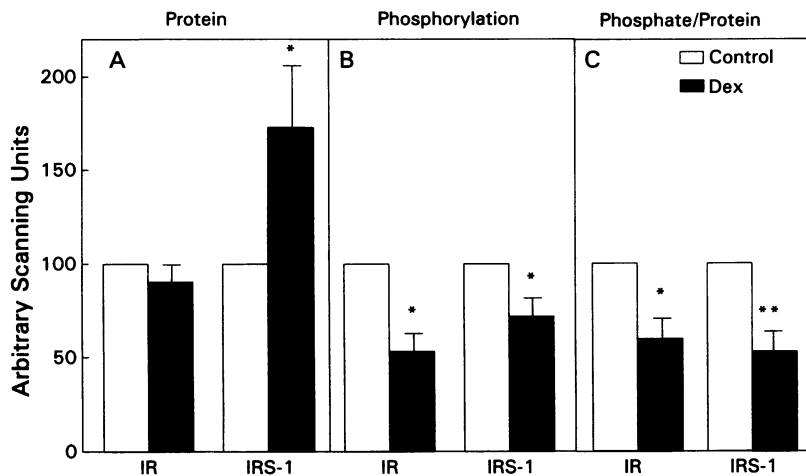 Protein
Phosphorylation
Phosphate/Protein
Arbitrary Scanning Units
200
150
100
50
0
A
*
B
*
*
C
Control
Dex
*
**
IR
IRS-1
IR
IRS-1
IR
IRS-1